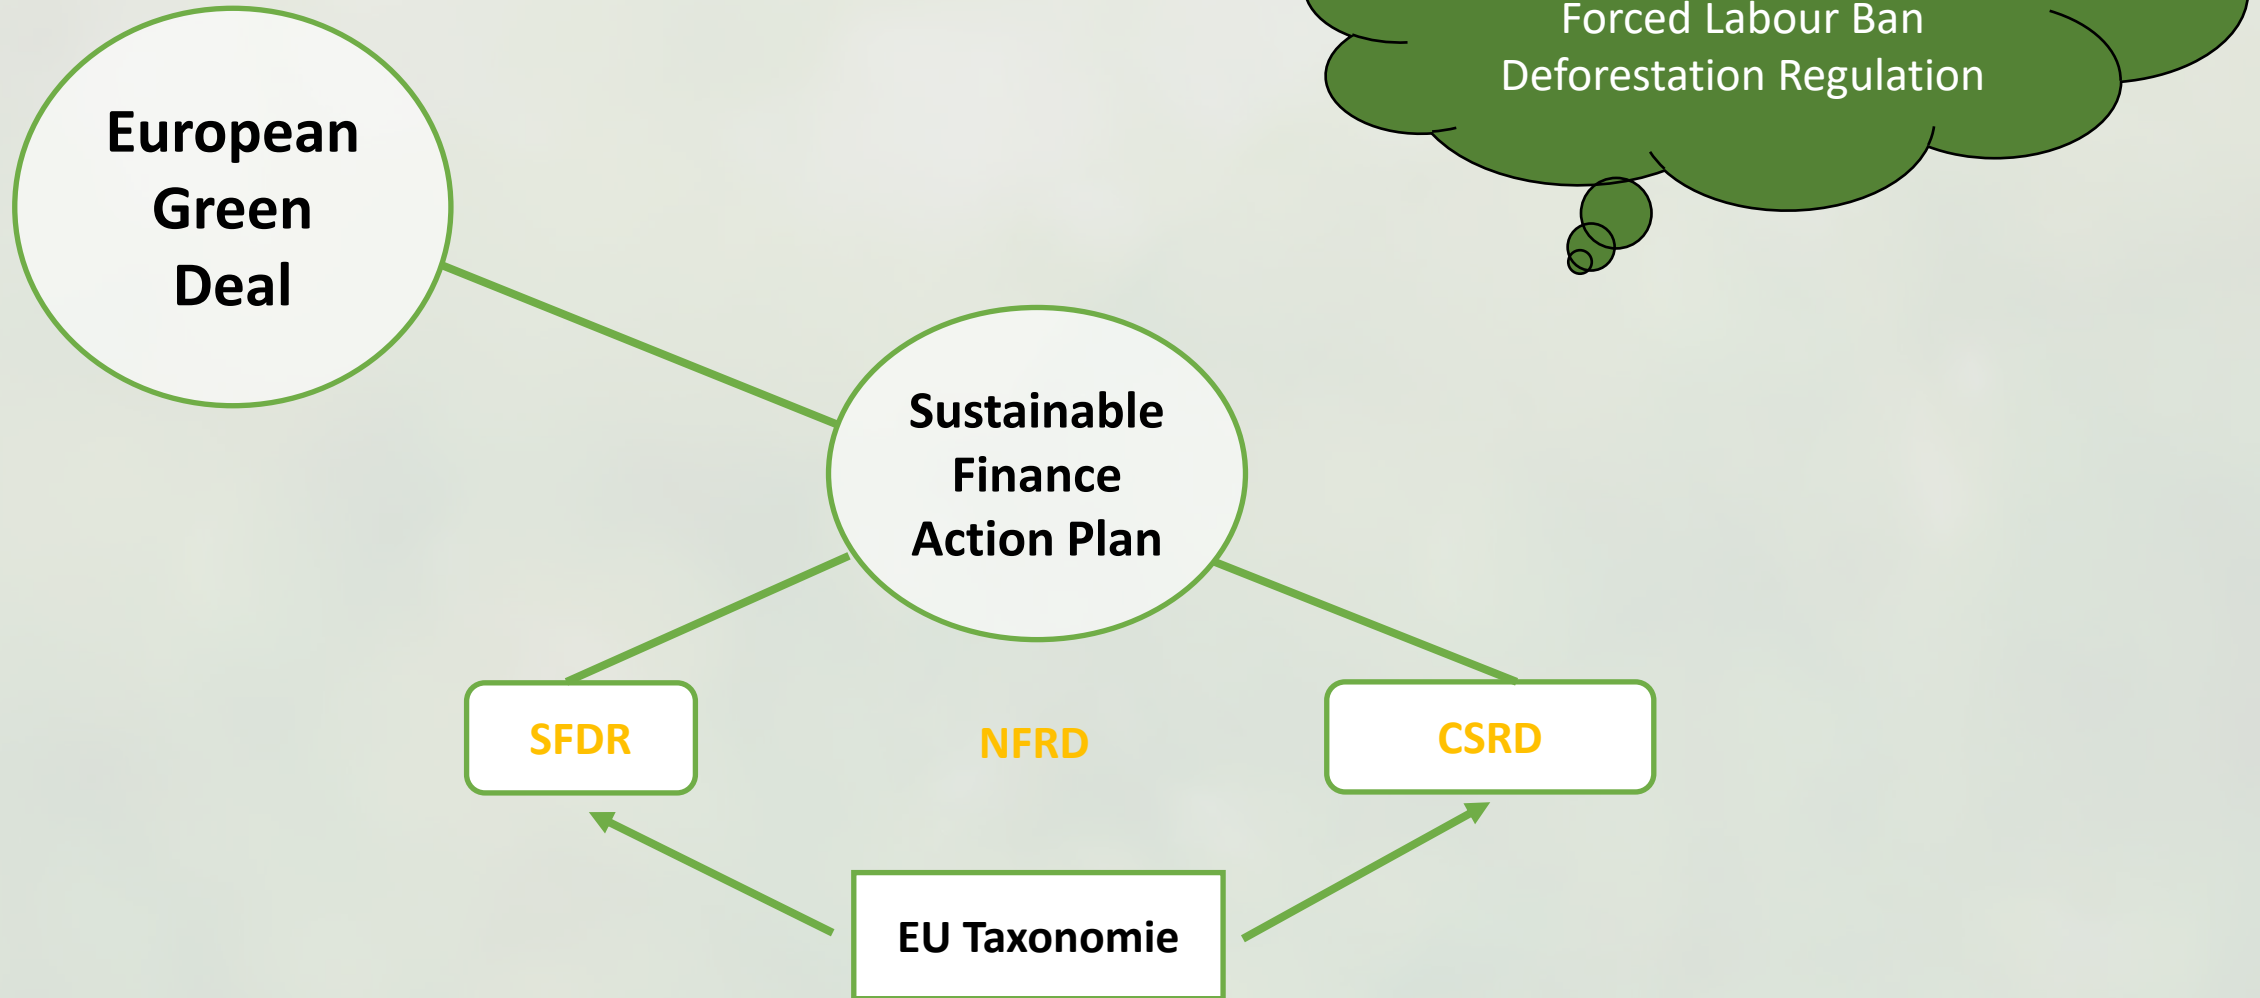 Forced Labour Ban
Deforestation Regulation
European
Green
Deal
Sustainable
Finance
Action Plan
SFDR
NFRD
CSRD
EU Taxonomie